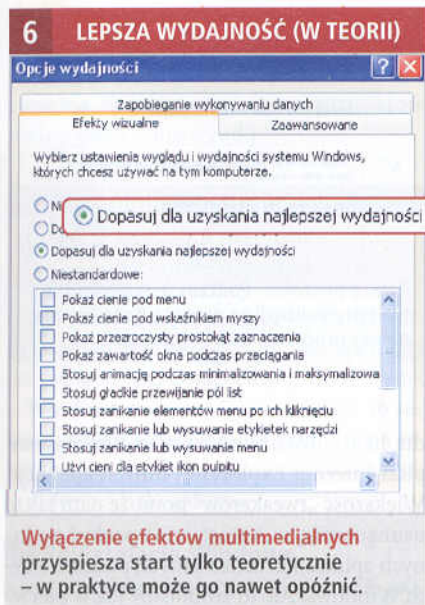 6 LEPSZA WYDAJNOŚĆ (W TEORII)
Opcje wydajności
Zapobieganie wykonywaniu danych
Efekty wizualne
Zaawansowane
Wybierz ustawienia wyglądu i wydajności systemu Windows,
których chcesz używać na tym komputerze.
Dopasuj dla uzyskania najlepszej wydajności
Dopasuj dla uzyskania najlepszej wydajności
Niestandardowe:
Pokaż cienie pod menu
Pokaż cienie pod wskaźnikiem myszy
Pokaż przezroczysty prostokąt zaznaczenia
Pokaż zawartość okna podczas przeciągania
Stosuj animację podczas minimalizowania i maksymalizowa
Stosuj gładkie przewijanie pól list
Stosuj zanikanie elementów menu po ich kliknięciu
Stosuj zanikanie lub wysuwanie etykietek narzędzi
Stosuj zanikanie lub wysuwanie menu
Użyj cieni dla etykiet ikon pulpitu
Wyłączenie efektów multimedialnych
przyspiesza start tylko teoretycznie
– w praktyce może go nawet opóźnić.